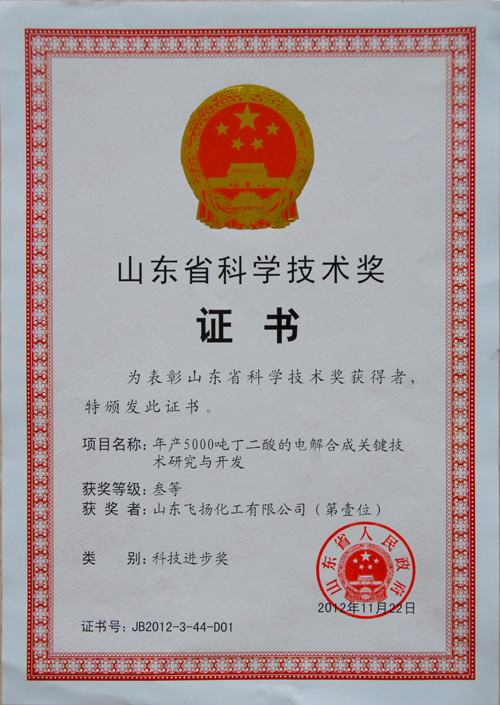 山东省科学技术奖
证书
为表彰山东省科学技术奖获得者，
特颁发此证书。
项目名称：年产5000吨丁二酸的电解合成关键技
术研究与开发
获奖等级：叁等
获奖者：山东飞扬化工有限公司（第壹位）
类别：科技进步奖
山东省人民政府
2012年11月22日
证书号：JB2012-3-44-D01